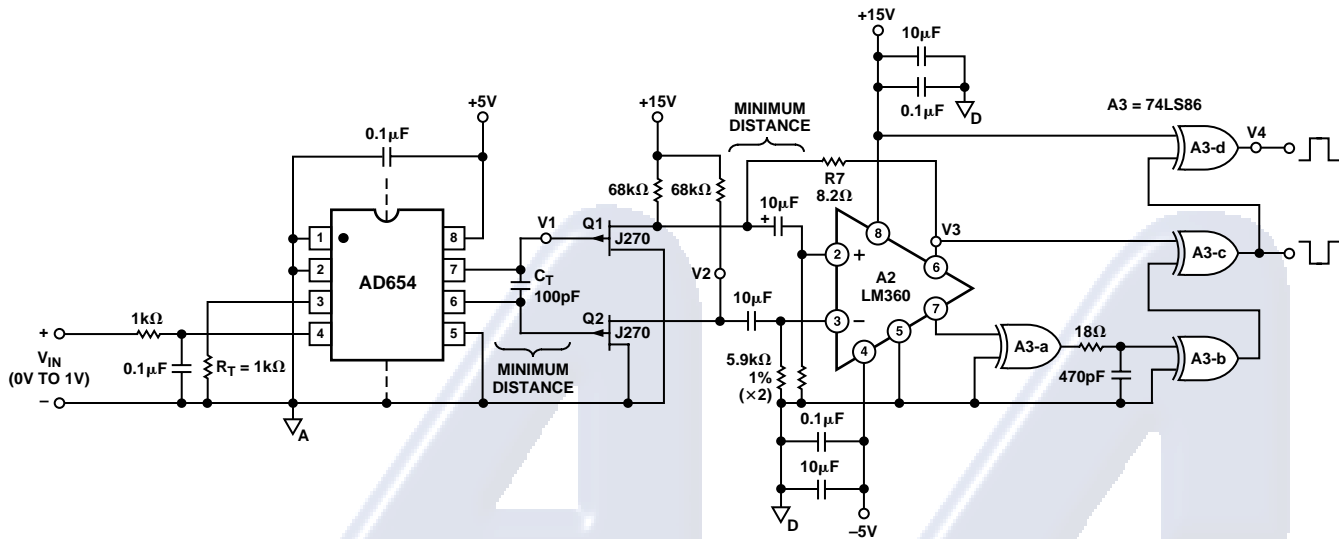 +15V
10µF
0.1µF
D
A3 = 74LS86
+5V
0.1µF
+15V
MINIMUM
DISTANCE
68kΩ
68kΩ
R7
8.2Ω
10µF
+
V4
A3-d
1
2
3
4
8
7
6
5
AD654
V1
Q1
J270
CT
100pF
Q2
J270
V2
10µF
MINIMUM
DISTANCE
8
2
+
3
–
A2
LM360
6
7
5
4
V3
A3-c
A3-a
18Ω
470pF
A3-b
1kΩ
+
VIN
(0V TO 1V)
–
0.1µF
RT = 1kΩ
A
5.9kΩ
1%
(×2)
0.1µF
10µF
D
–5V